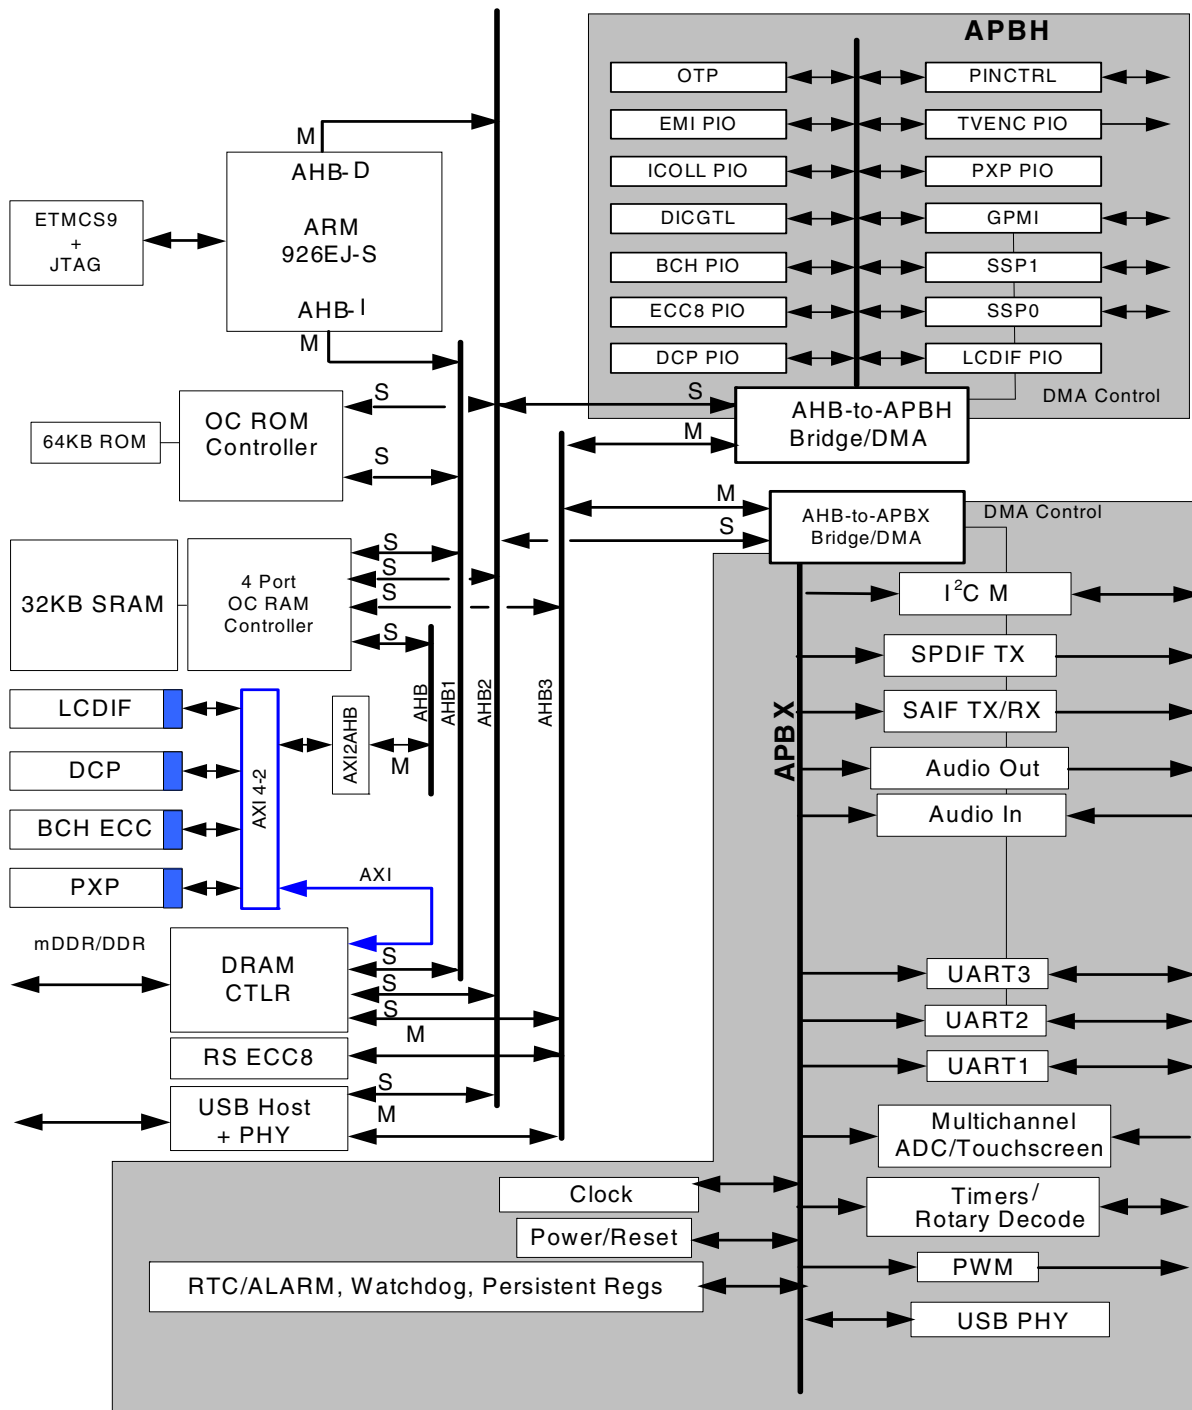 APBH
OTP
PINCTRL
EMI PIO
TVENC PIO
ICOLL PIO
PXP PIO
DICGTL
GPMI
BCH PIO
SSP1
ECC8 PIO
SSP0
DCP PIO
LCDIF PIO
DMA Control
AHB-to-APBH
Bridge/DMA
M
AHB-D
ARM
926EJ-S
AHB-I
M
ETMCS9
+
JTAG
S
S
M
64KB ROM
OC ROM
Controller
S
M
S
AHB-to-APBX
Bridge/DMA
DMA Control
32KB SRAM
4 Port
OC RAM
Controller
S
S
S
S
AHB
AHB1
AHB2
AHB3
LCDIF
DCP
BCH ECC
PXP
AXI 4-2
AXI2AHB
M
AXI
mDDR/DDR
DRAM
CTLR
S
S
S
M
RS ECC8
S
USB Host
+ PHY
M
APBX
I²C M
SPDIF TX
SAIF TX/RX
Audio Out
Audio In
UART3
UART2
UART1
Multichannel
ADC/Touchscreen
Clock
Timers/
Rotary Decode
Power/Reset
PWM
RTC/ALARM, Watchdog, Persistent Regs
USB PHY